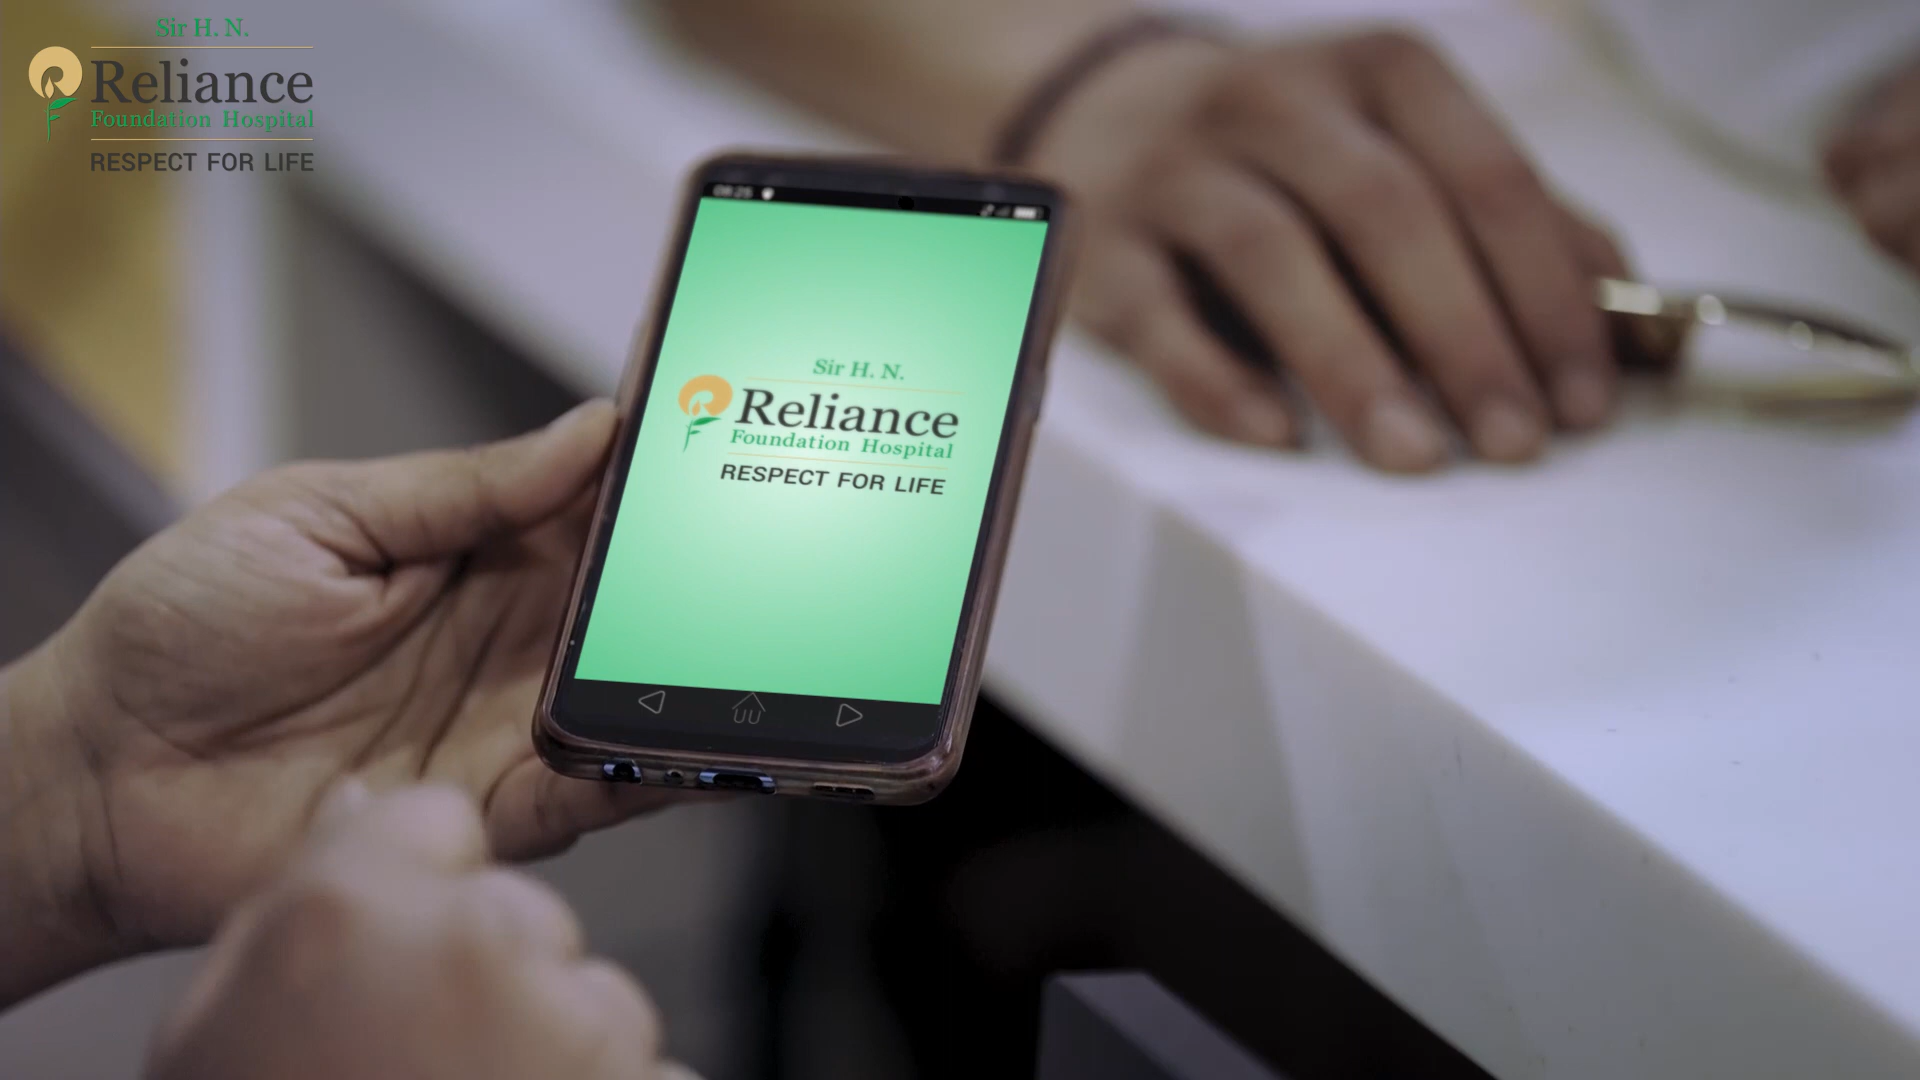 Sir H. N.
Reliance
Foundation Hospital
RESPECT FOR LIFE
Sir H. N.
Reliance
Foundation Hospital
RESPECT FOR LIFE